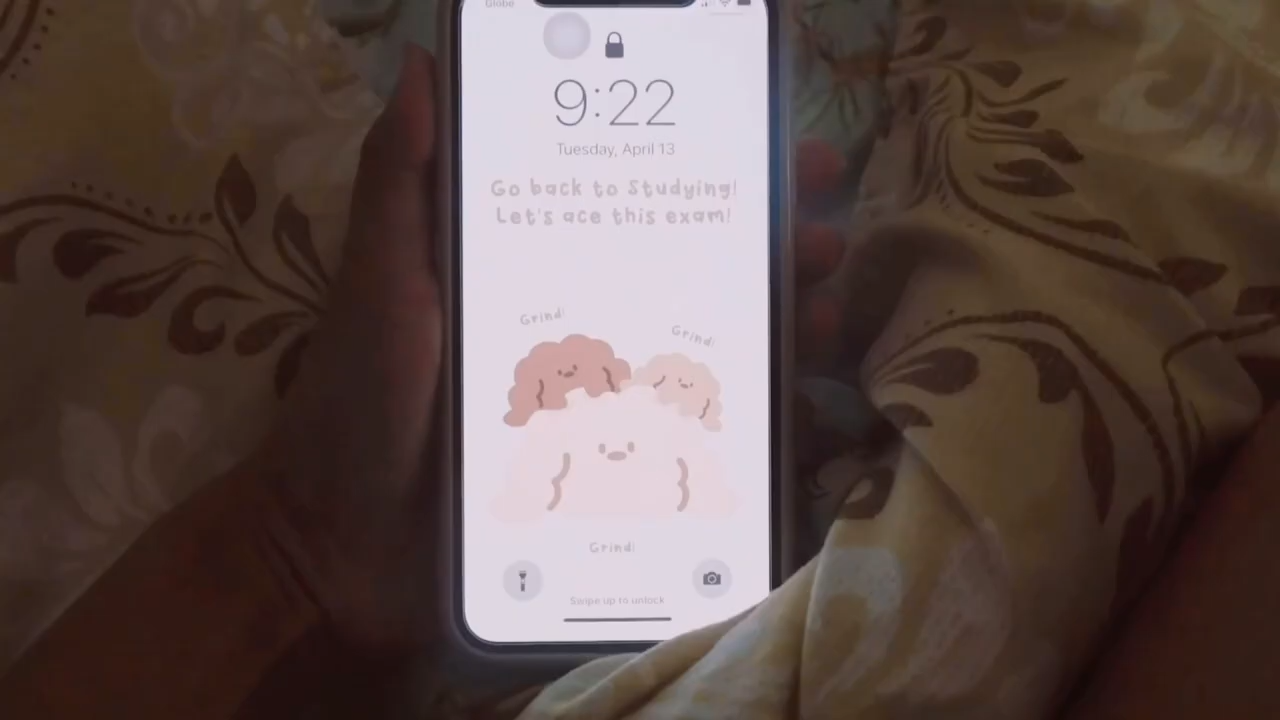 Globe
9:22
Tuesday, April 13
Go back to Studying!
Let's ace this exam!
Grind!
Grind!
Grind!
Swipe up to unlock